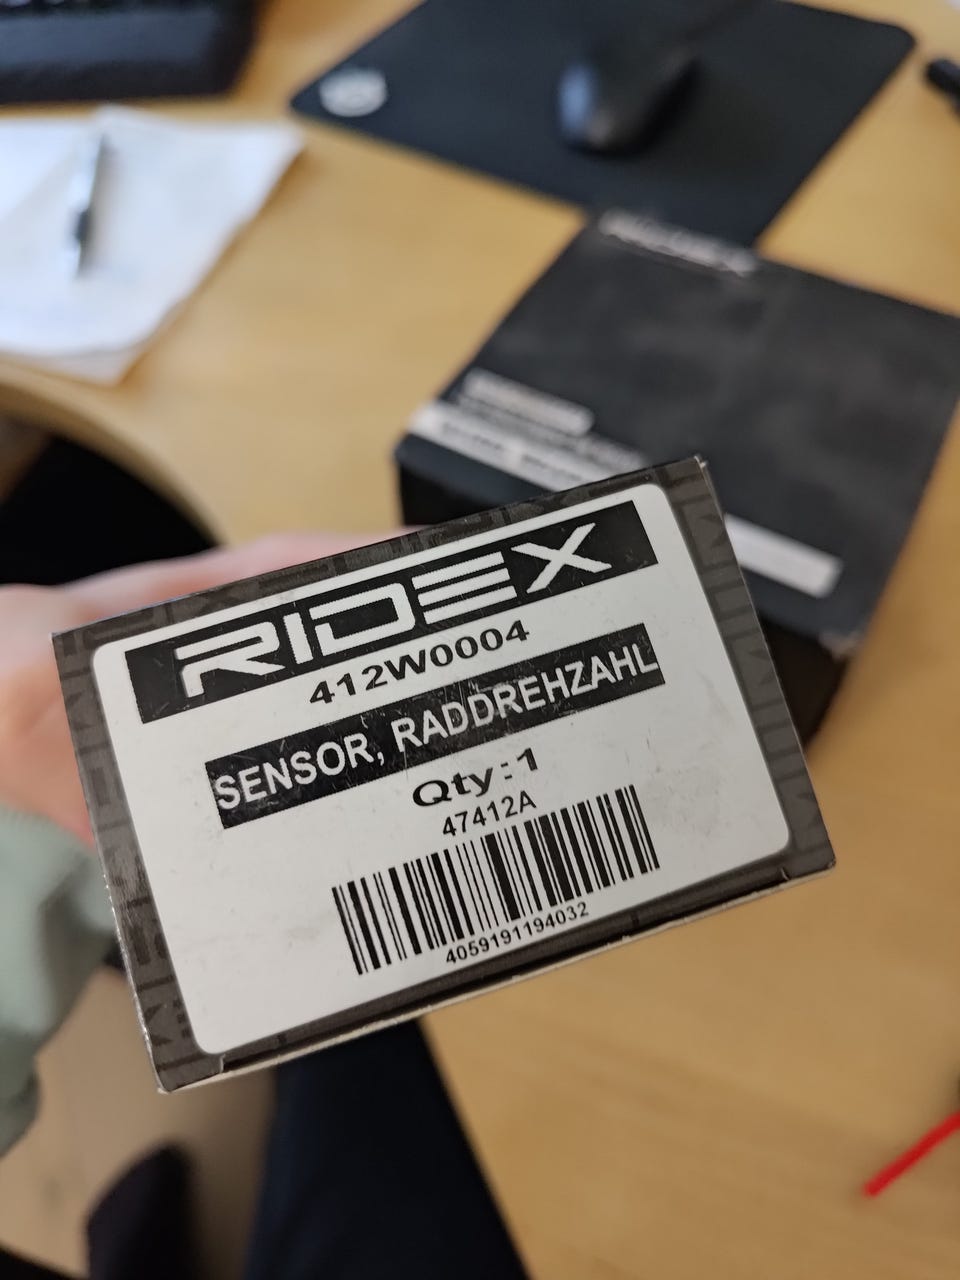 RIDEX
412W0004
SENSOR, RADDREHZAHL
Qty:1
47412A
4059191194032